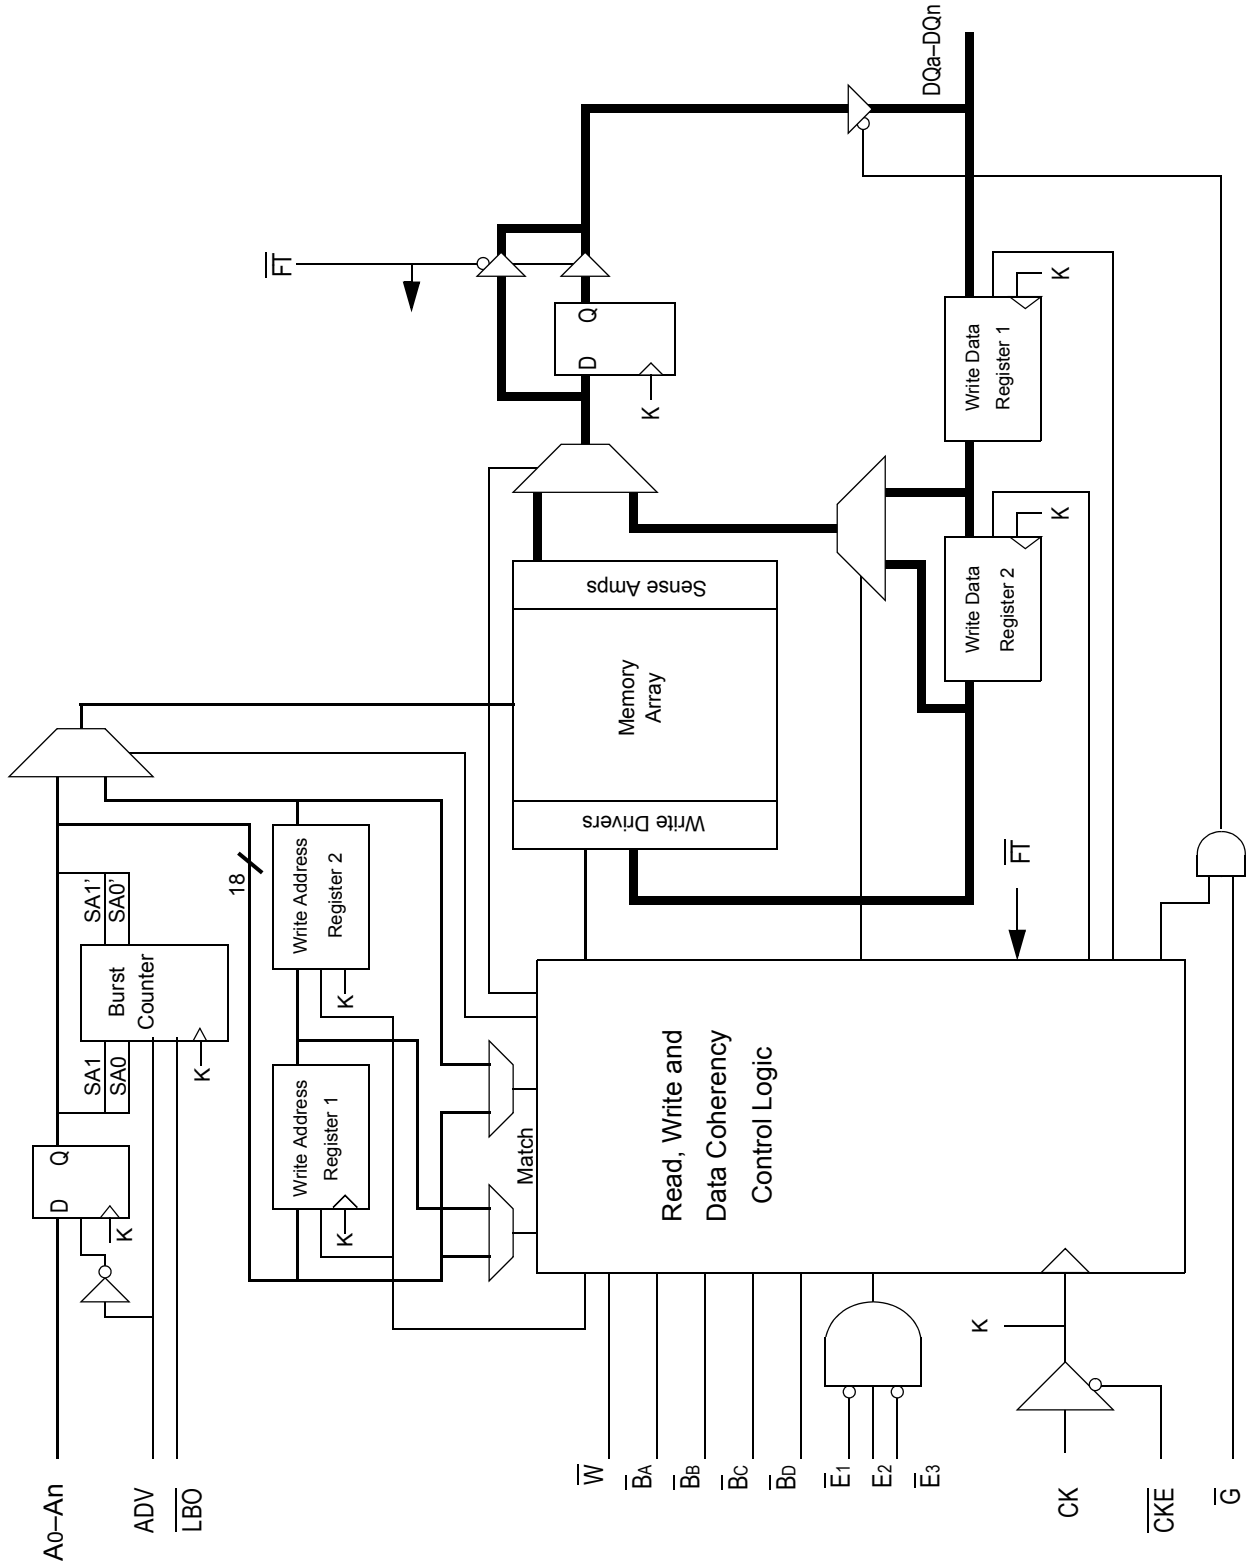 A0–An
ADV
LBO
W
BA
BB
BC
BD
E1
E2
E3
CK
CKE
G
D Q
K
SA1
SA0
Burst
Counter
SA1'
SA0'
K
18
Write Address
Register 1
K
Write Address
Register 2
K
Match
Read, Write and
Data Coherency
Control Logic
K
FT
Write Drivers
Memory
Array
Sense Amps
D Q
K
FT
Write Data
Register 2
K
Write Data
Register 1
K
DQa–DQn